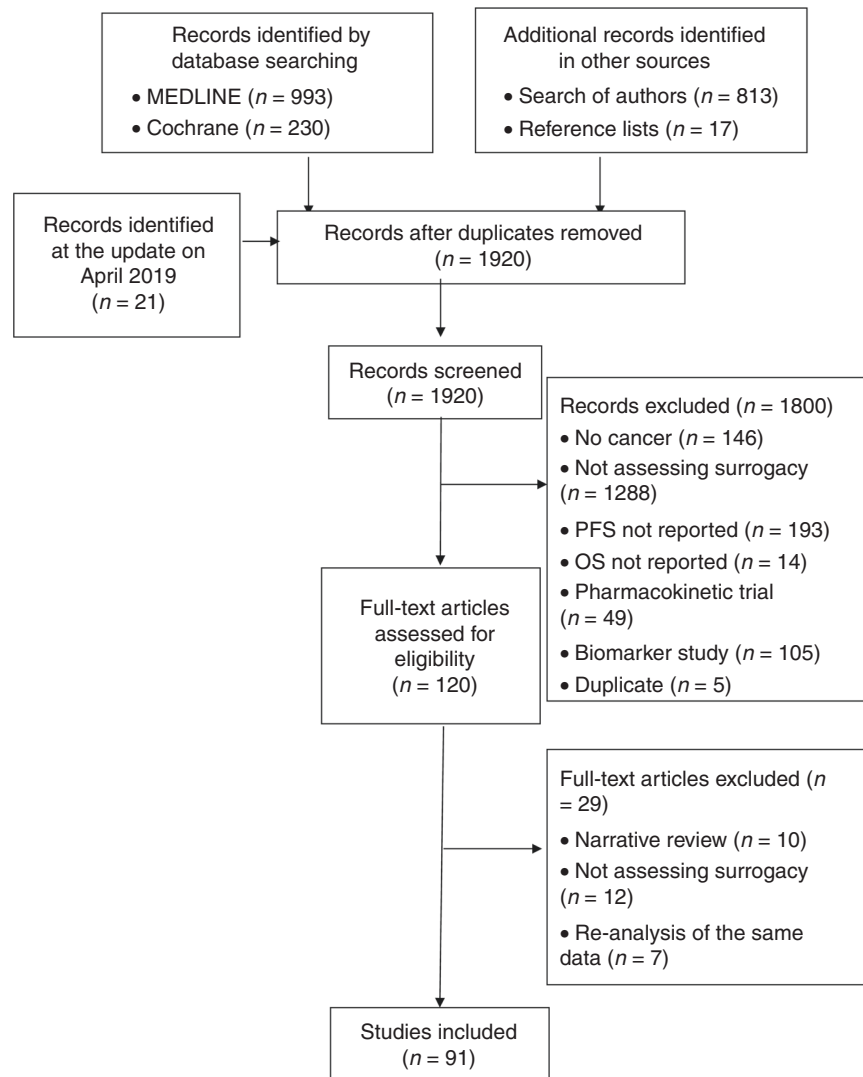 Records identified by
database searching
• MEDLINE (n = 993)
• Cochrane (n = 230)
Additional records identified
in other sources
• Search of authors (n = 813)
• Reference lists (n = 17)
Records identified
at the update on
April 2019
(n = 21)
Records after duplicates removed
(n = 1920)
Records screened
(n = 1920)
Records excluded (n = 1800)
• No cancer (n = 146)
• Not assessing surrogacy
(n = 1288)
• PFS not reported (n = 193)
• OS not reported (n = 14)
• Pharmacokinetic trial
(n = 49)
• Biomarker study (n = 105)
• Duplicate (n = 5)
Full-text articles
assessed for
eligibility
(n = 120)
Full-text articles excluded (n
= 29)
• Narrative review (n = 10)
• Not assessing surrogacy
(n = 12)
• Re-analysis of the same
data (n = 7)
Studies included
(n = 91)